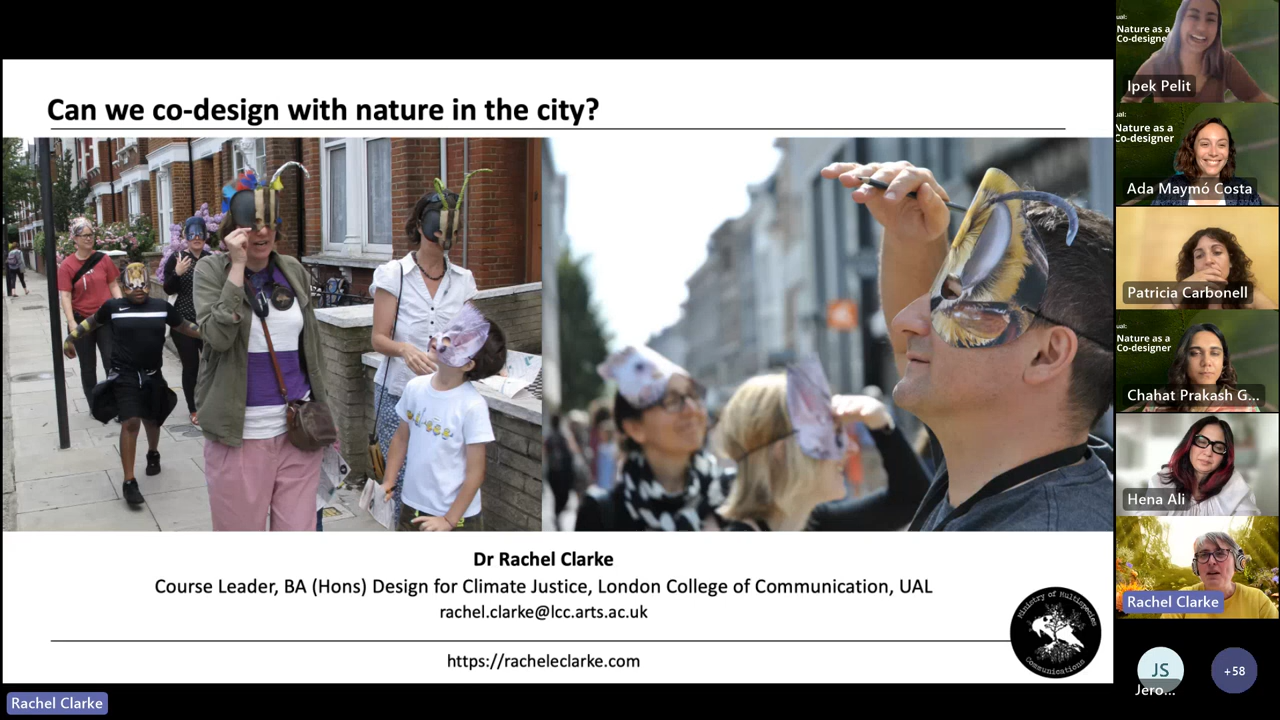 Can we co-design with nature in the city?
Dr Rachel Clarke
Course Leader, BA (Hons) Design for Climate Justice, London College of Communication, UAL
rachel.clarke@lcc.arts.ac.uk
https://racheleclarke.com
Ministry of Multispecies
Communications
Rachel Clarke
ual:
Nature as a
Co-designer
Ipek Pelit
ual:
Nature as a
Co-designer
Ada Maymó Costa
Patricia Carbonell
ual:
Nature as a
Co-designer
Chahat Prakash G...
Hena Ali
Rachel Clarke
JS
Jero...
+58